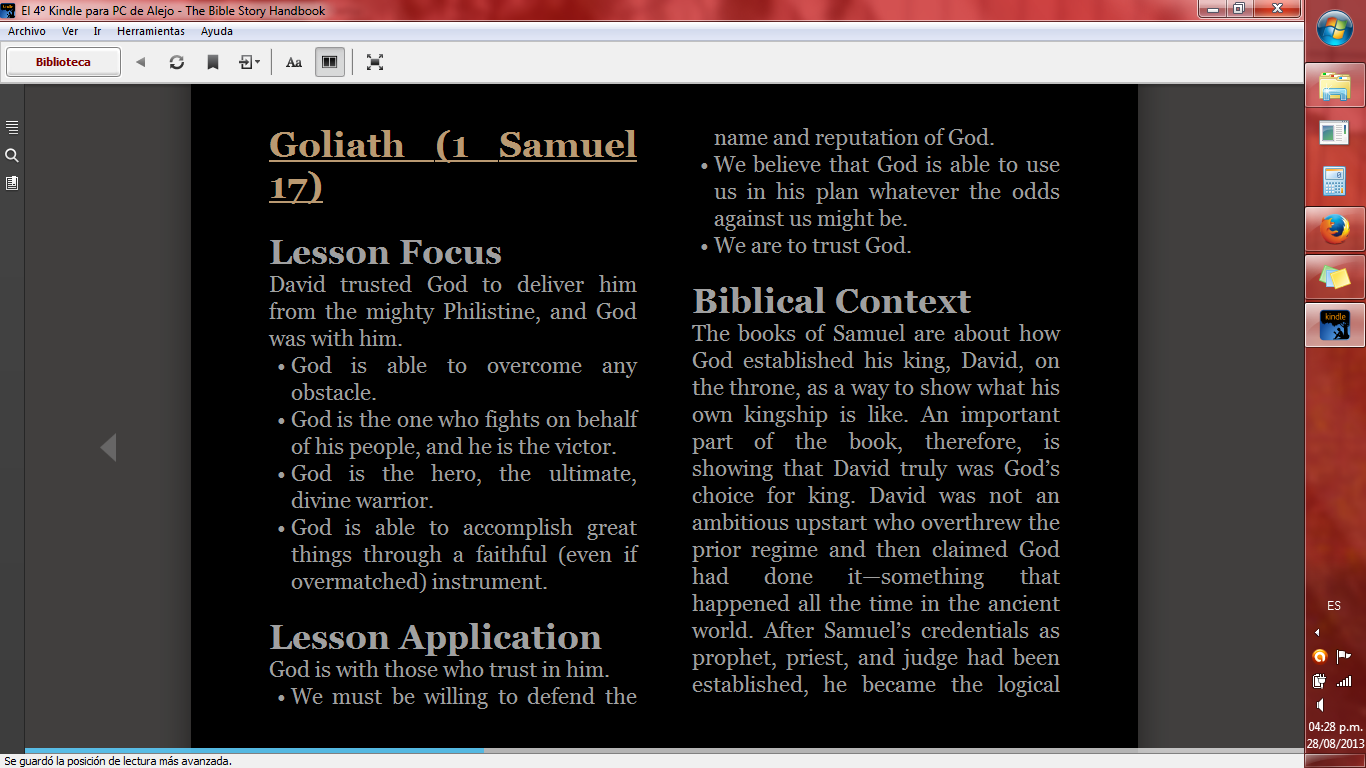 El 4º Kindle para PC de Alejo - The Bible Story Handbook
Archivo Ver Ir Herramientas Ayuda
Biblioteca
Aa
Goliath (1 Samuel
17)
Lesson Focus
David trusted God to deliver him
from the mighty Philistine, and God
was with him.
• God is able to overcome any
obstacle.
• God is the one who fights on behalf
of his people, and he is the victor.
• God is the hero, the ultimate,
divine warrior.
• God is able to accomplish great
things through a faithful (even if
overmatched) instrument.
Lesson Application
God is with those who trust in him.
• We must be willing to defend the
name and reputation of God.
• We believe that God is able to use
us in his plan whatever the odds
against us might be.
• We are to trust God.
Biblical Context
The books of Samuel are about how
God established his king, David, on
the throne, as a way to show what his
own kingship is like. An important
part of the book, therefore, is
showing that David truly was God’s
choice for king. David was not an
ambitious upstart who overthrew the
prior regime and then claimed God
had done it—something that
happened all the time in the ancient
world. After Samuel’s credentials as
prophet, priest, and judge had been
established, he became the logical
Se guardó la posición de lectura más avanzada.
kindle
ES
04:28 p.m.
28/08/2013